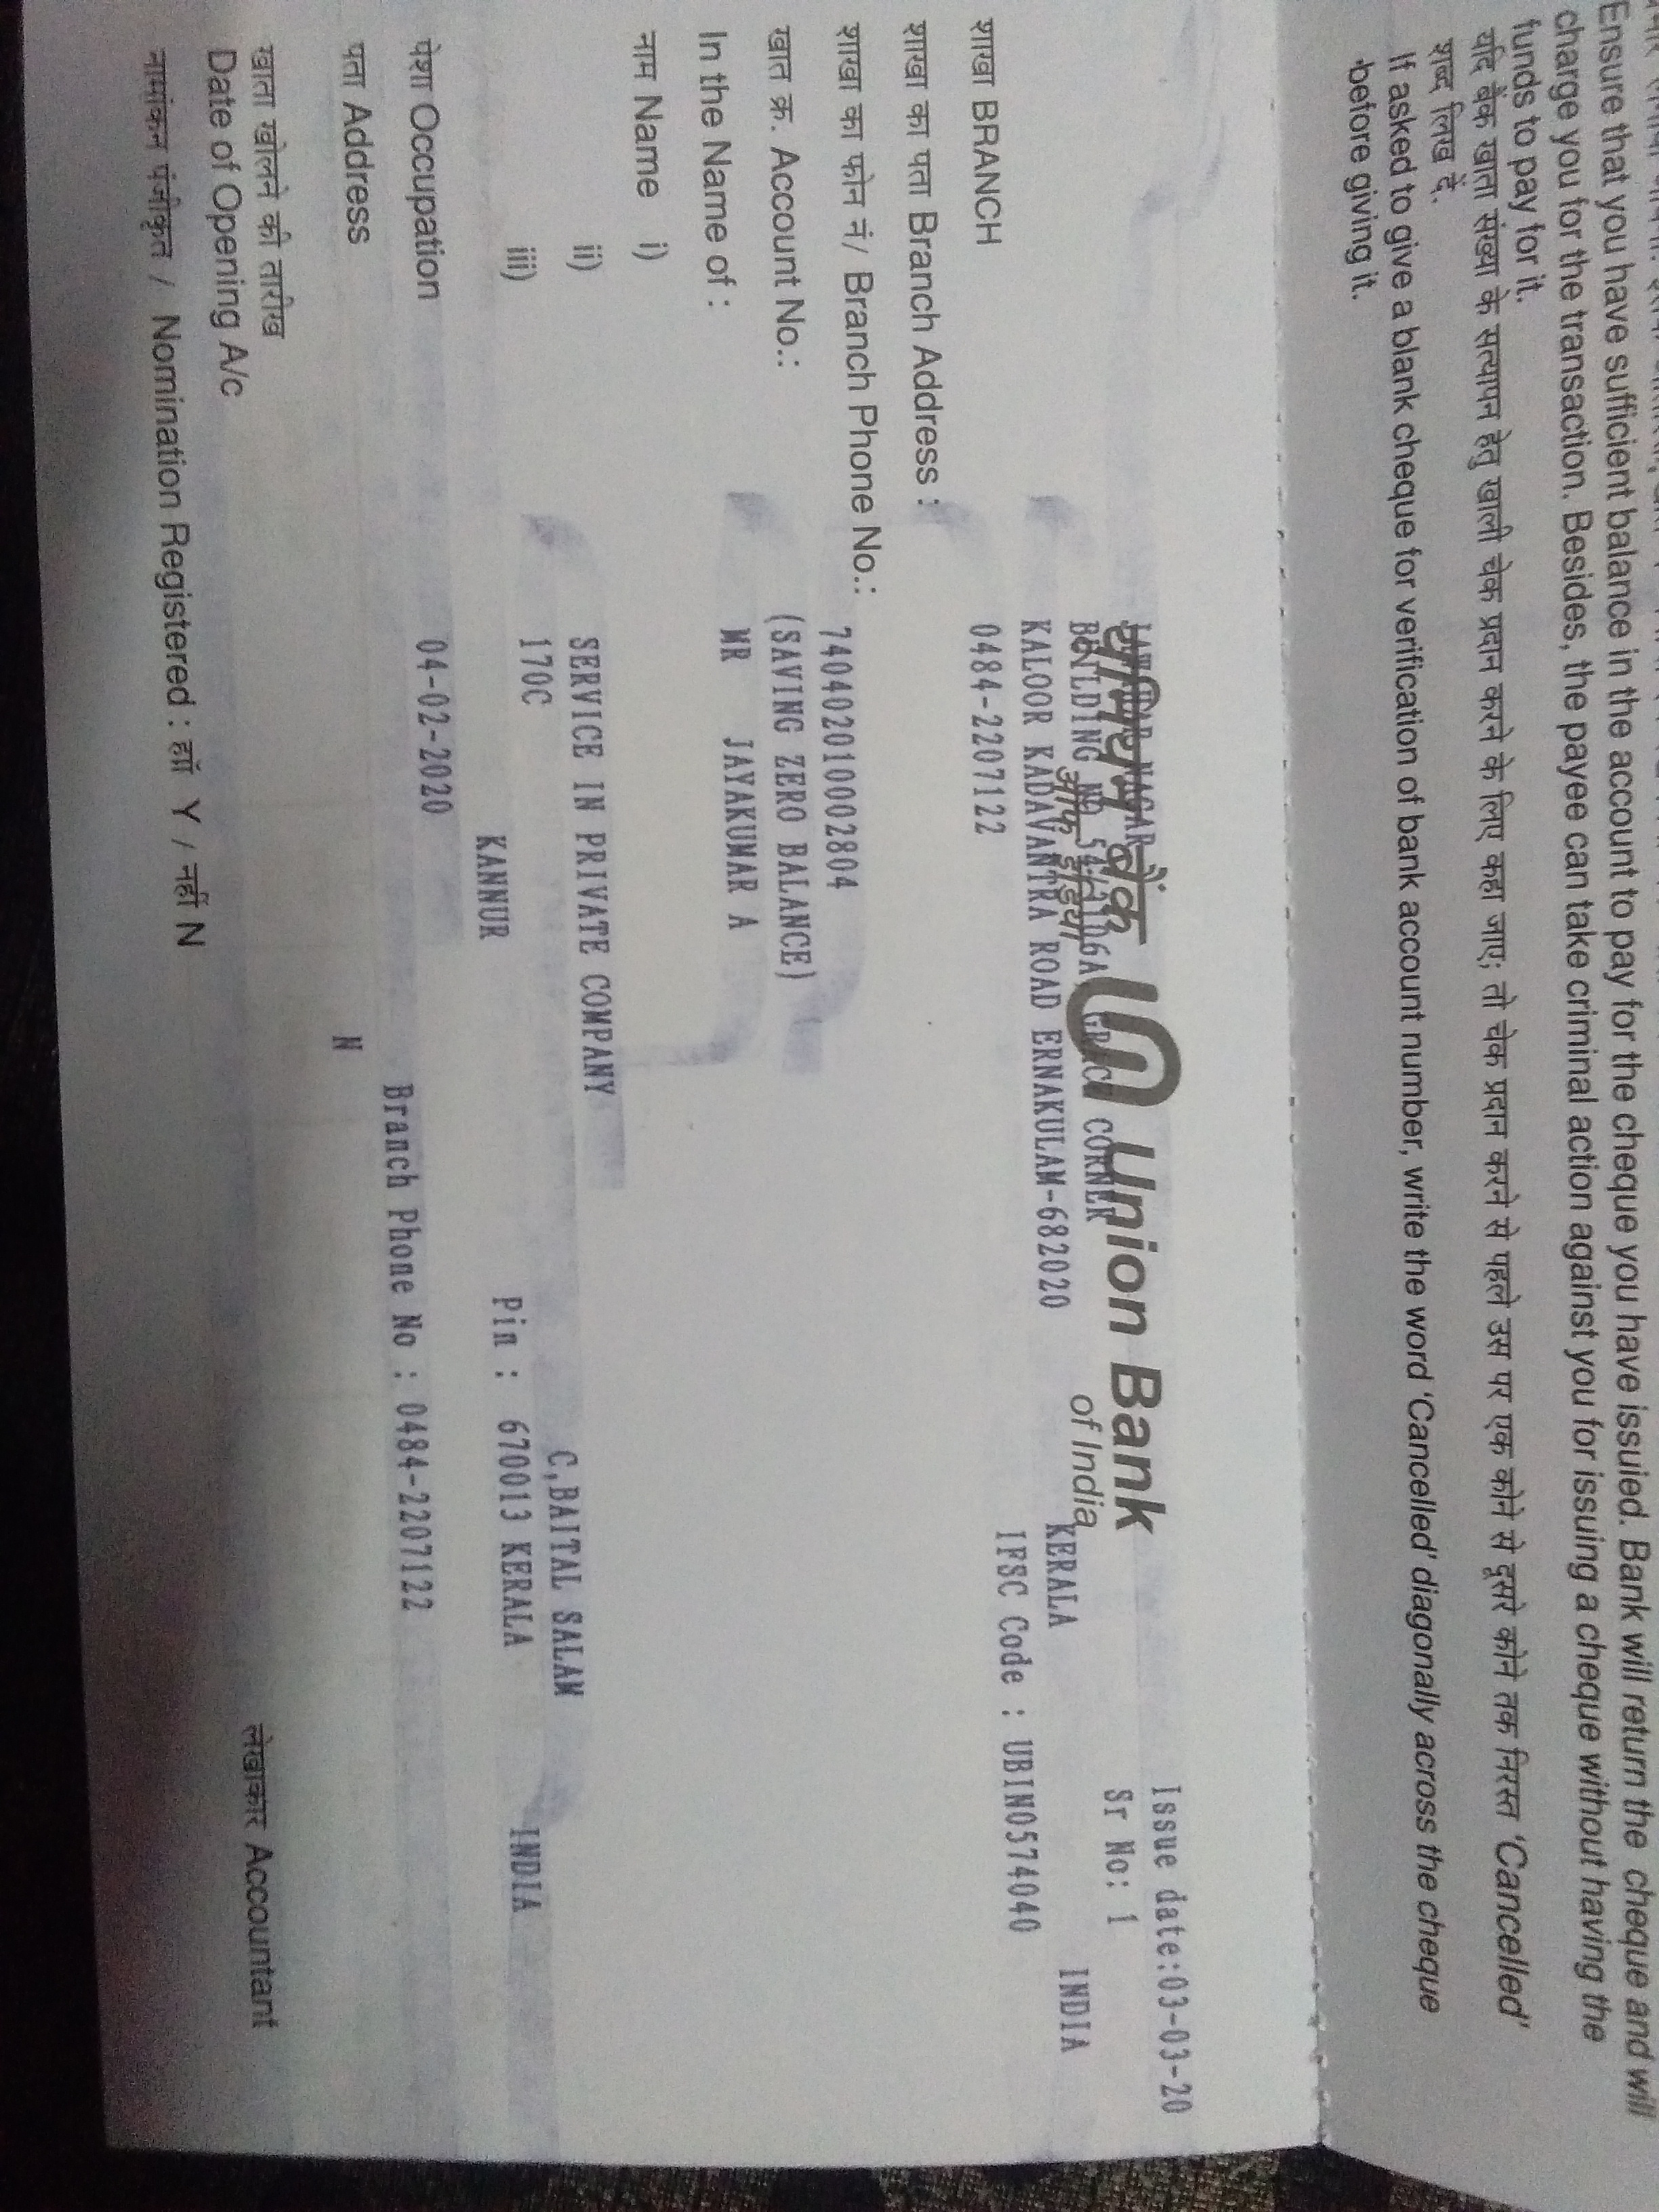 Ensure that you have sufficient balance in the account to pay for the cheque you have issuied. Bank will return the cheque and will
charge you for the transaction. Besides, the payee can take criminal action against you for issuing a cheque without having the
funds to pay for it.
यदि बैंक खाता संख्या के सत्यापन हेतु खाली चेक प्रदान करने के लिए कहा जाए; तो चेक प्रदान करने से पहले उस पर एक कोने से दूसरे कोने तक निरस्त ‘Cancelled’
शब्द लिख दें.
If asked to give a blank cheque for verification of bank account number, write the word ‘Cancelled’ diagonally across the cheque
before giving it.
Issue date:03-03-20
यूनियन बैंक Union Bank
Sr No: 1
ऑफ इंडिया of India
CORNER
KERALA INDIA
KALOOR KADAVANTRA ROAD ERNAKULAM-682020
IFSC Code : UBIN0574040
शाखा BRANCH
0484-2207122
शाखा का पता Branch Address :
शाखा का फोन नं/ Branch Phone No.:
740402010002804
खात क्र. Account No.:
(SAVING ZERO BALANCE)
In the Name of :
MR JAYAKUMAR A
नाम Name i)
ii)
SERVICE IN PRIVATE COMPANY
iii)
170C C,BAITAL SALAM
KANNUR Pin : 670013 KERALA INDIA
पेशा Occupation
04-02-2020
Branch Phone No : 0484-2207122
पता Address
N
खाता खोलने की तारीख
Date of Opening A/c
लेखाकार Accountant
नामांकन पंजीकृत / Nomination Registered : हाँ Y / नहीं N